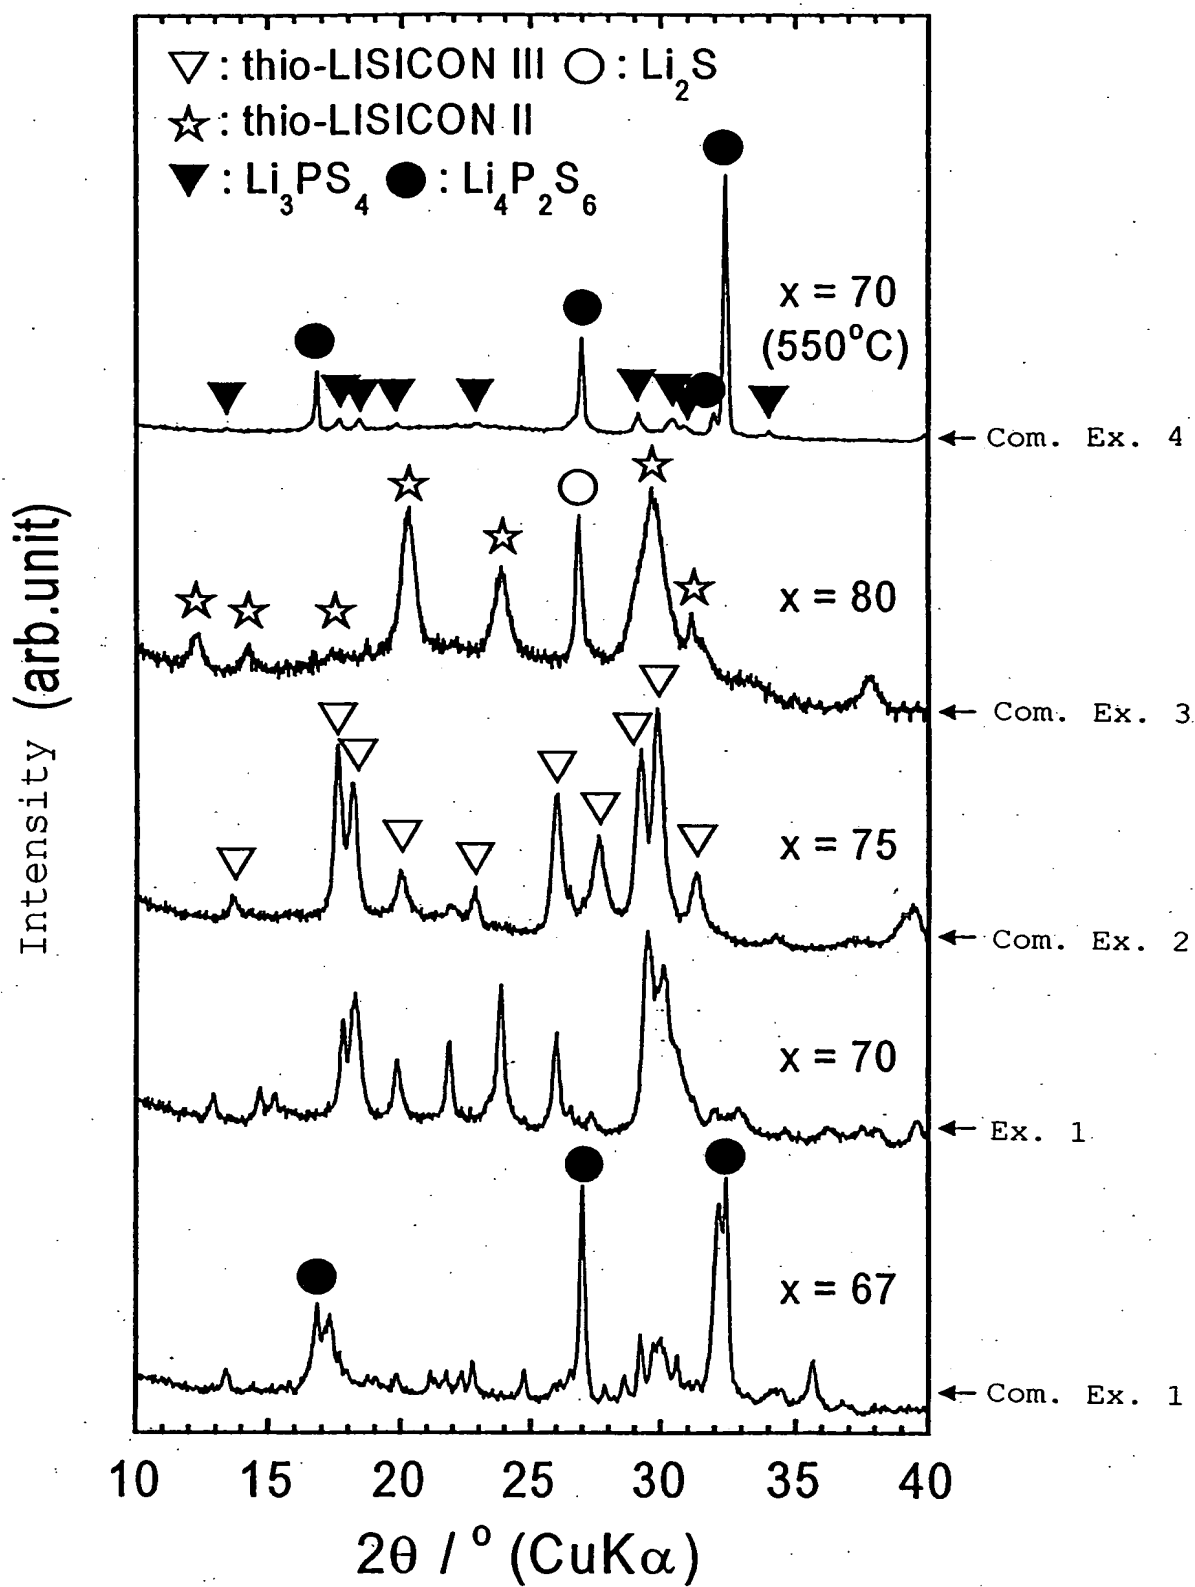 ▽ : thio-LISICON III ○ : Li2S
☆ : thio-LISICON II
▼ : Li3PS4 ● : Li4P2S6
x = 70
(550°C)
← Com. Ex. 4
x = 80
← Com. Ex. 3
x = 75
← Com. Ex. 2
x = 70
← Ex. 1
x = 67
← Com. Ex. 1
Intensity (arb.unit)
10 15 20 25 30 35 40
2θ / ° (CuKα)